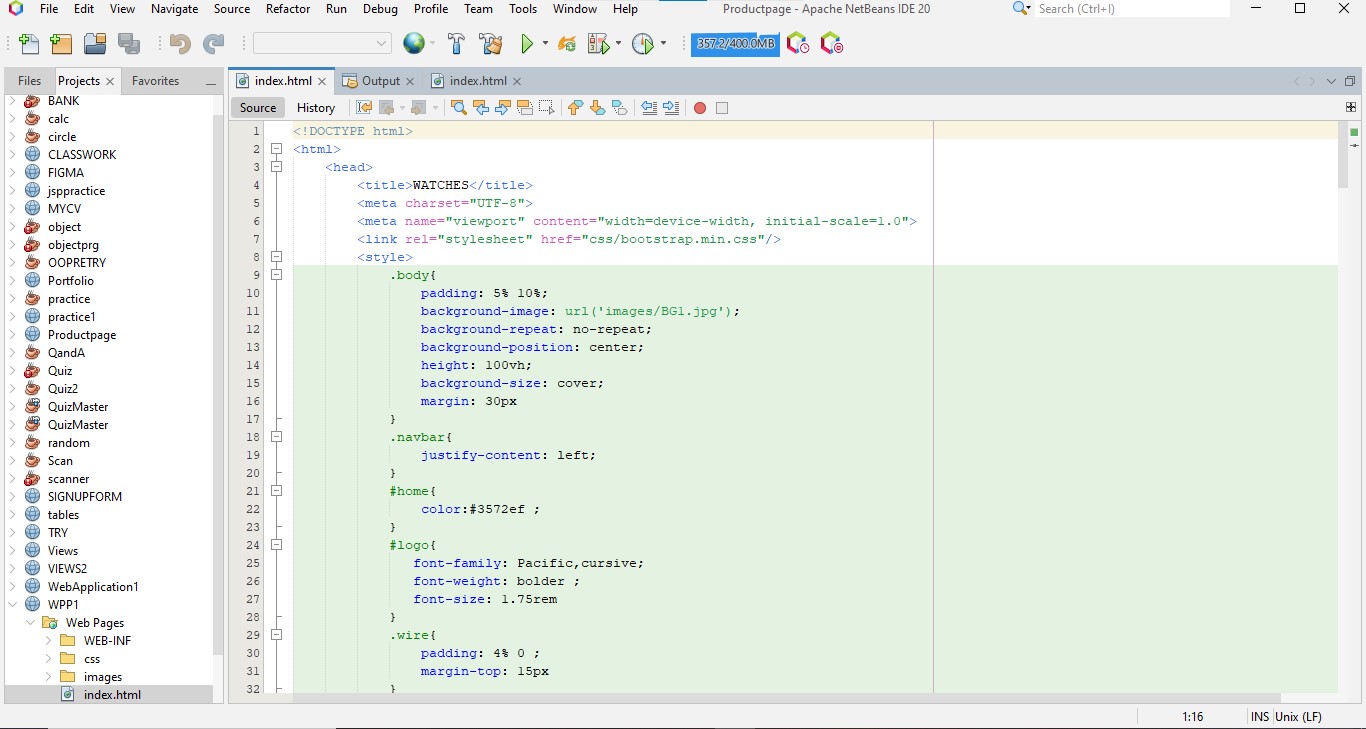 File Edit View Navigate Source Refactor Run Debug Profile Team Tools Window Help Productpage - Apache NetBeans IDE 20 Search (Ctrl+I)
357.2/400.0MB
Files Projects Favorites
index.html Output index.html
Source History
BANK
calc
circle
CLASSWORK
FIGMA
jsppractice
MYCV
object
objectprg
OOPRETRY
Portfolio
practice
practice1
Productpage
QandA
Quiz
Quiz2
QuizMaster
QuizMaster
random
Scan
scanner
SIGNUPFORM
tables
TRY
Views
VIEWS2
WebApplication1
WPP1
Web Pages
WEB-INF
css
images
index.html
1 <!DOCTYPE html>
2 <html>
3 <head>
4 <title>WATCHES</title>
5 <meta charset="UTF-8">
6 <meta name="viewport" content="width=device-width, initial-scale=1.0">
7 <link rel="stylesheet" href="css/bootstrap.min.css"/>
8 <style>
9 .body{
10 padding: 5% 10%;
11 background-image: url('images/BG1.jpg');
12 background-repeat: no-repeat;
13 background-position: center;
14 height: 100vh;
15 background-size: cover;
16 margin: 30px
17 }
18 .navbar{
19 justify-content: left;
20 }
21 #home{
22 color:#3572ef ;
23 }
24 #logo{
25 font-family: Pacific,cursive;
26 font-weight: bolder ;
27 font-size: 1.75rem
28 }
29 .wire{
30 padding: 4% 0 ;
31 margin-top: 15px
32 }
1:16 INS Unix (LF)